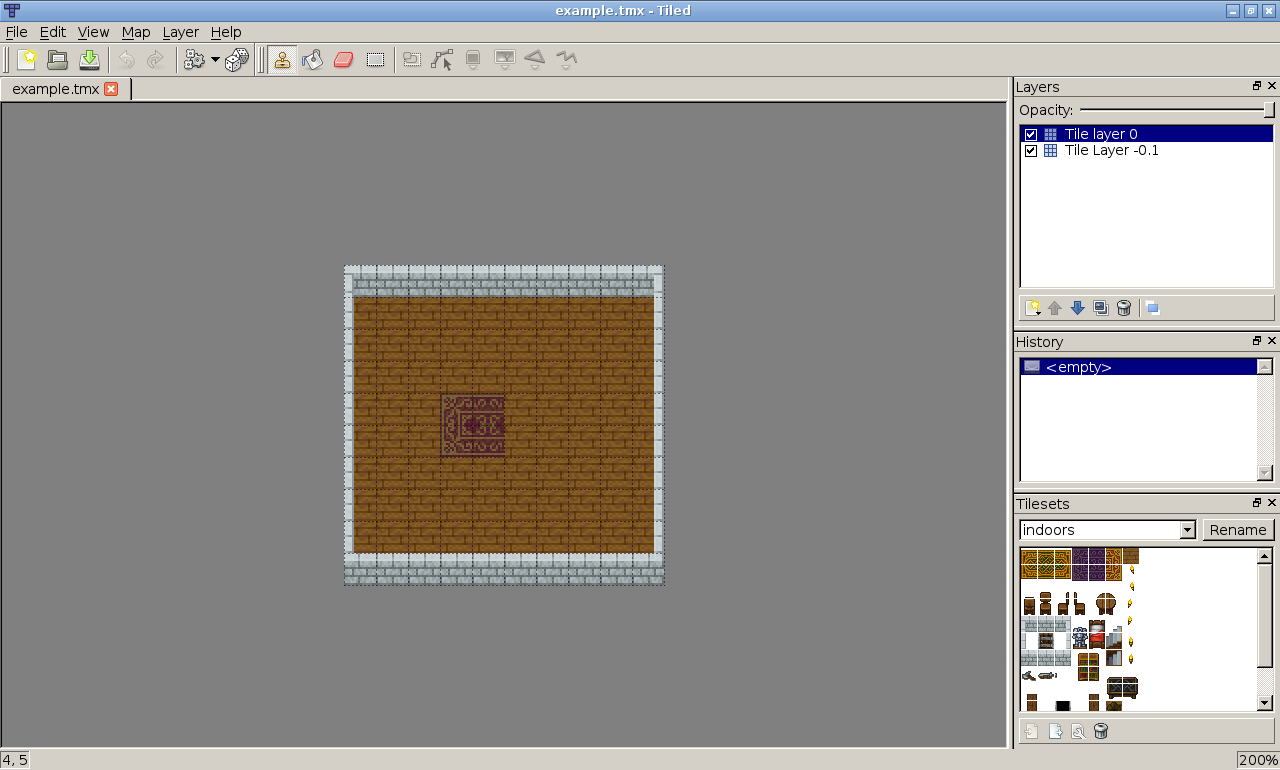 example.tmx - Tiled
File Edit View Map Layer Help
example.tmx
Layers
Opacity:
Tile layer 0
Tile Layer -0.1
History
<empty>
Tilesets
indoors
Rename
4, 5
200%